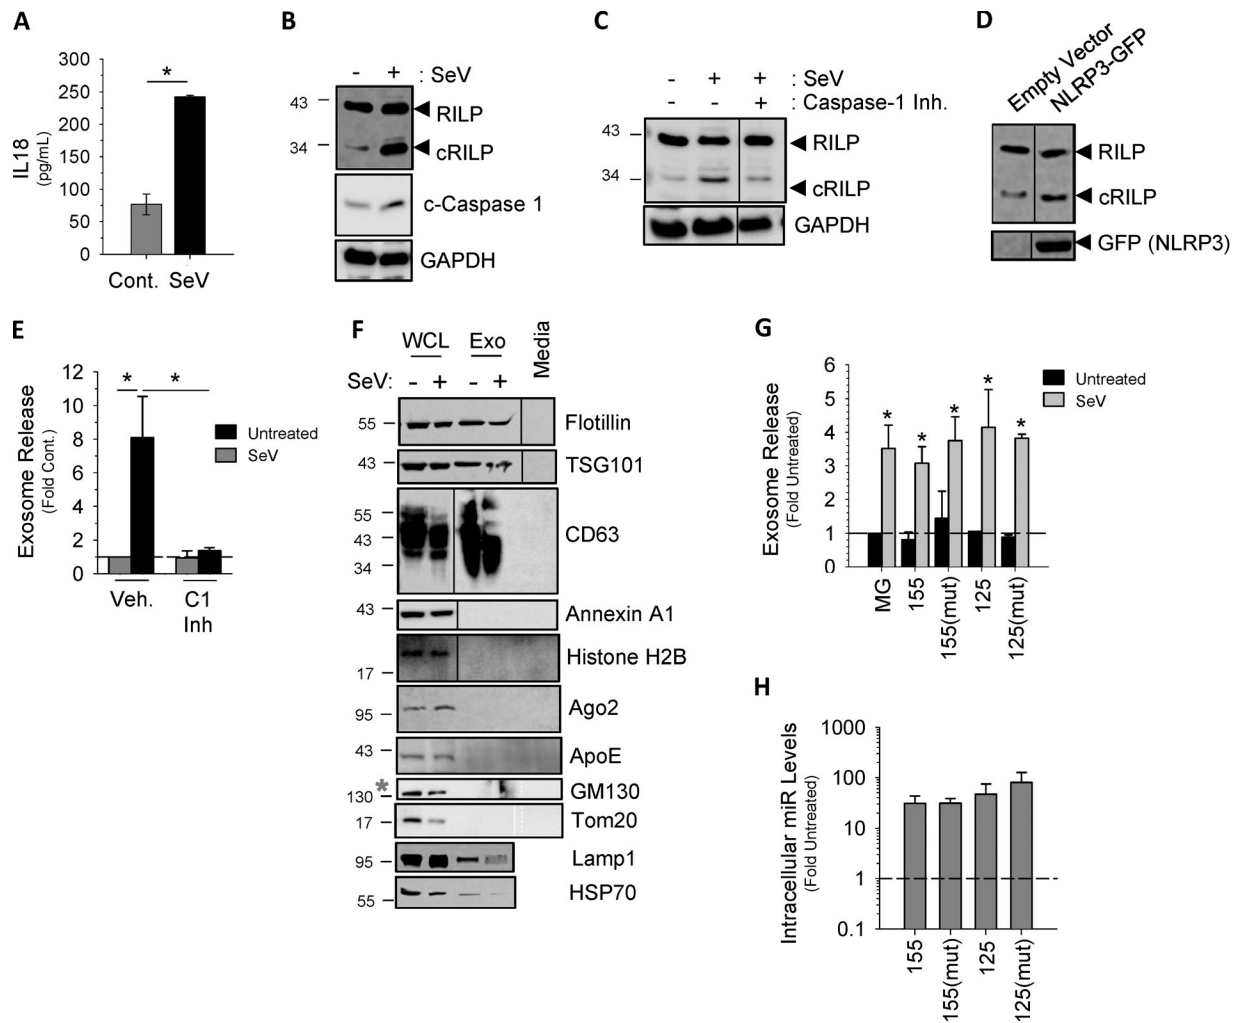 A
IL18
(pg/mL)
300
250
200
150
100
50
0
*
Cont. SeV
B
- + : SeV
43
34
RILP
cRILP
c-Caspase 1
GAPDH
C
- + + : SeV
- - + : Caspase-1 Inh.
43
34
RILP
cRILP
GAPDH
D
Empty Vector
NLRP3-GFP
RILP
cRILP
GFP (NLRP3)
E
Exosome Release
(Fold Cont.)
12
10
8
6
4
2
0
* *
Untreated
SeV
Veh. C1
Inh
F
WCL Exo Media
SeV: - + - +
55 Flotillin
43 TSG101
55
43
34
CD63
43 Annexin A1
Histone H2B
17
95 Ago2
43 ApoE
*
130 GM130
17 Tom20
95 Lamp1
55 HSP70
G
Exosome Release
(Fold Untreated)
6
5
4
3
2
1
0
* * * * *
Untreated
SeV
MG
155
155(mut)
125
125(mut)
H
Intracellular miR Levels
(Fold Untreated)
1000
100
10
1
0.1
155
155(mut)
125
125(mut)